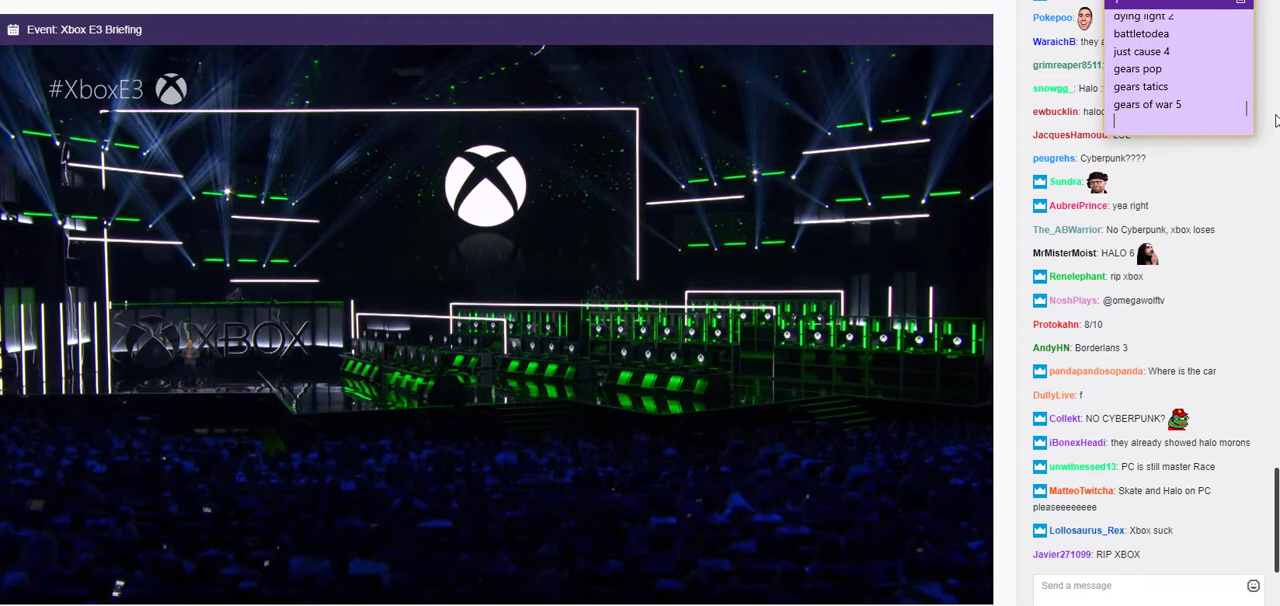 Event: Xbox E3 Briefing
#XboxE3
XBOX
dying light 2
battletodea
just cause 4
gears pop
gears tatics
gears of war 5
Pokepoo:
WaraichB: they a
grimreaper8511:
snowgg_: Halo
ewbucklin: halo
JacquesHamoud: LOL
peugrehs: Cyberpunk????
Sundra:
AubreiPrince: yea right
The_ABWarrior: No Cyberpunk, xbox loses
MrMisterMoist: HALO 6
Renelephant: rip xbox
NoshPlays: @omegawolftv
Protokahn: 8/10
AndyHN: Borderlans 3
pandapandosopanda: Where is the car
DullyLive: f
Collekt: NO CYBERPUNK?
iBonexHeadi: they already showed halo morons
unwitnessed13: PC is still master Race
MatteoTwitcha: Skate and Halo on PC
pleaseeeeeeee
Lollosaurus_Rex: Xbox suck
Javier271099: RIP XBOX
Send a message